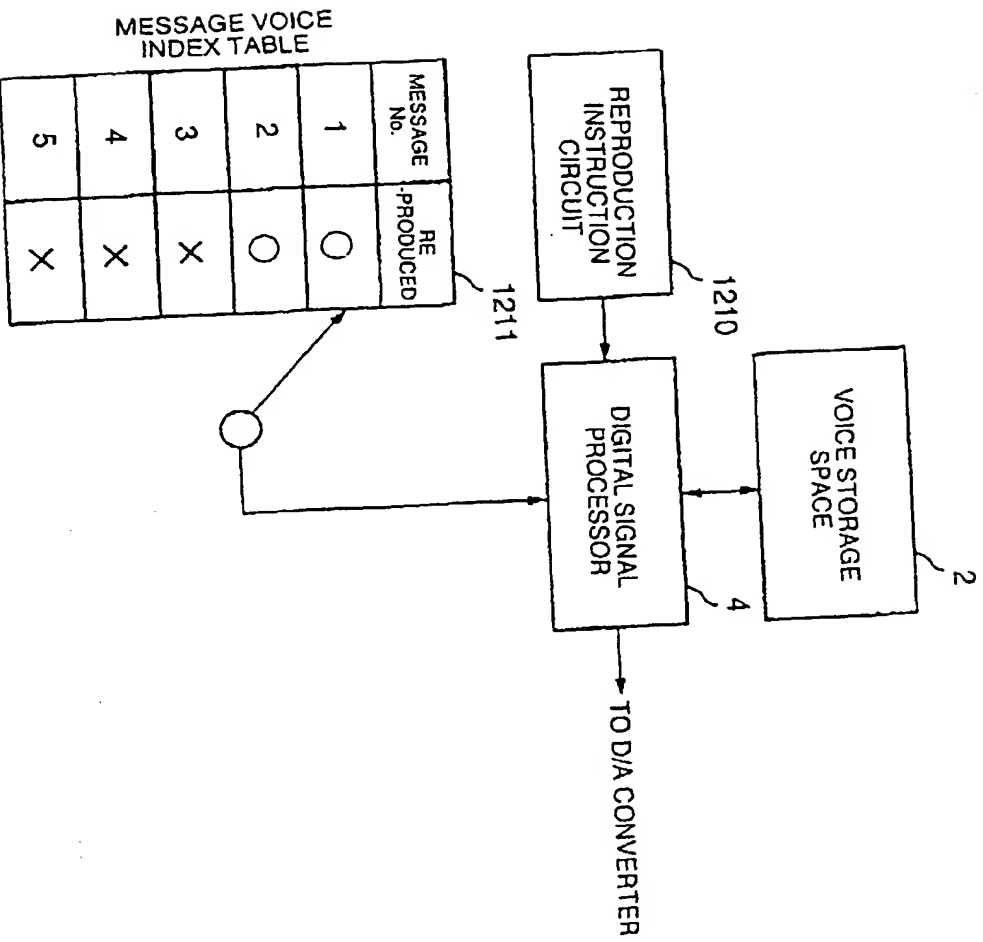 MESSAGE VOICE
INDEX TABLE
MESSAGE
No.
RE
-PRODUCED
1
O
2
O
3
X
4
X
5
X
1211
REPRODUCTION
INSTRUCTION
CIRCUIT
1210
VOICE STORAGE
SPACE
2
DIGITAL SIGNAL
PROCESSOR
4
TO D/A CONVERTER